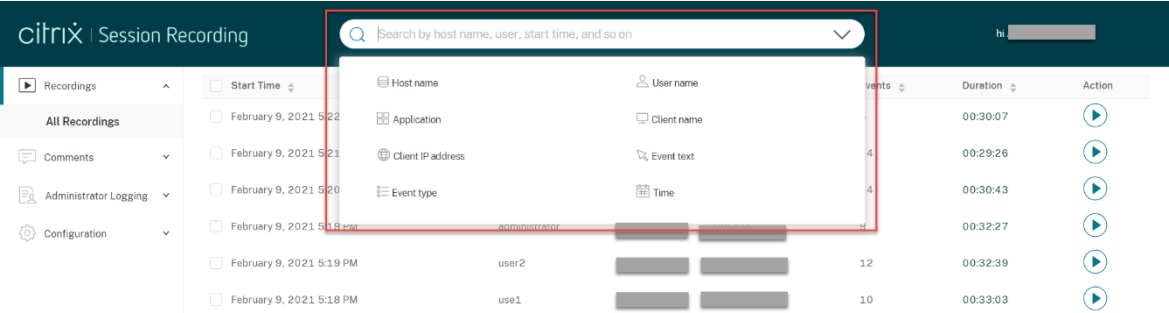 citrix | Session Recording
Search by host name, user, start time, and so on
hi
Recordings
All Recordings
Comments
Administrator Logging
Configuration
Start Time
vents
Duration
Action
Host name
User name
Application
Client name
Client IP address
Event text
Event type
Time
February 9, 2021 5:22
00:30:07
February 9, 2021 5:21
4
00:29:26
February 9, 2021 5:20
4
00:30:43
February 9, 2021 5:19 PM
administrator
9
00:32:27
February 9, 2021 5:19 PM
user2
12
00:32:39
February 9, 2021 5:18 PM
use1
10
00:33:03